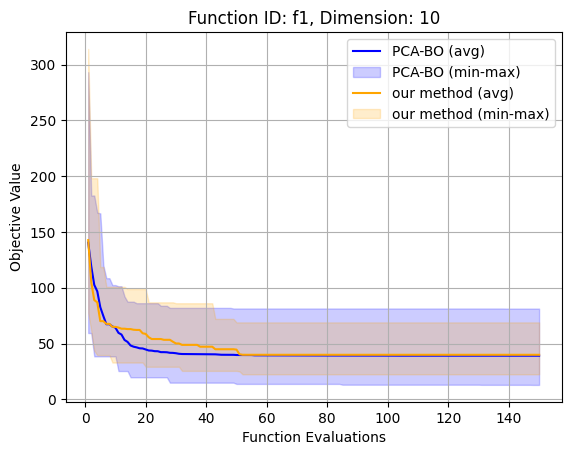 Function ID: f1, Dimension: 10
PCA-BO (avg)
PCA-BO (min-max)
our method (avg)
our method (min-max)
Objective Value
300
250
200
150
100
50
0
0 20 40 60 80 100 120 140
Function Evaluations